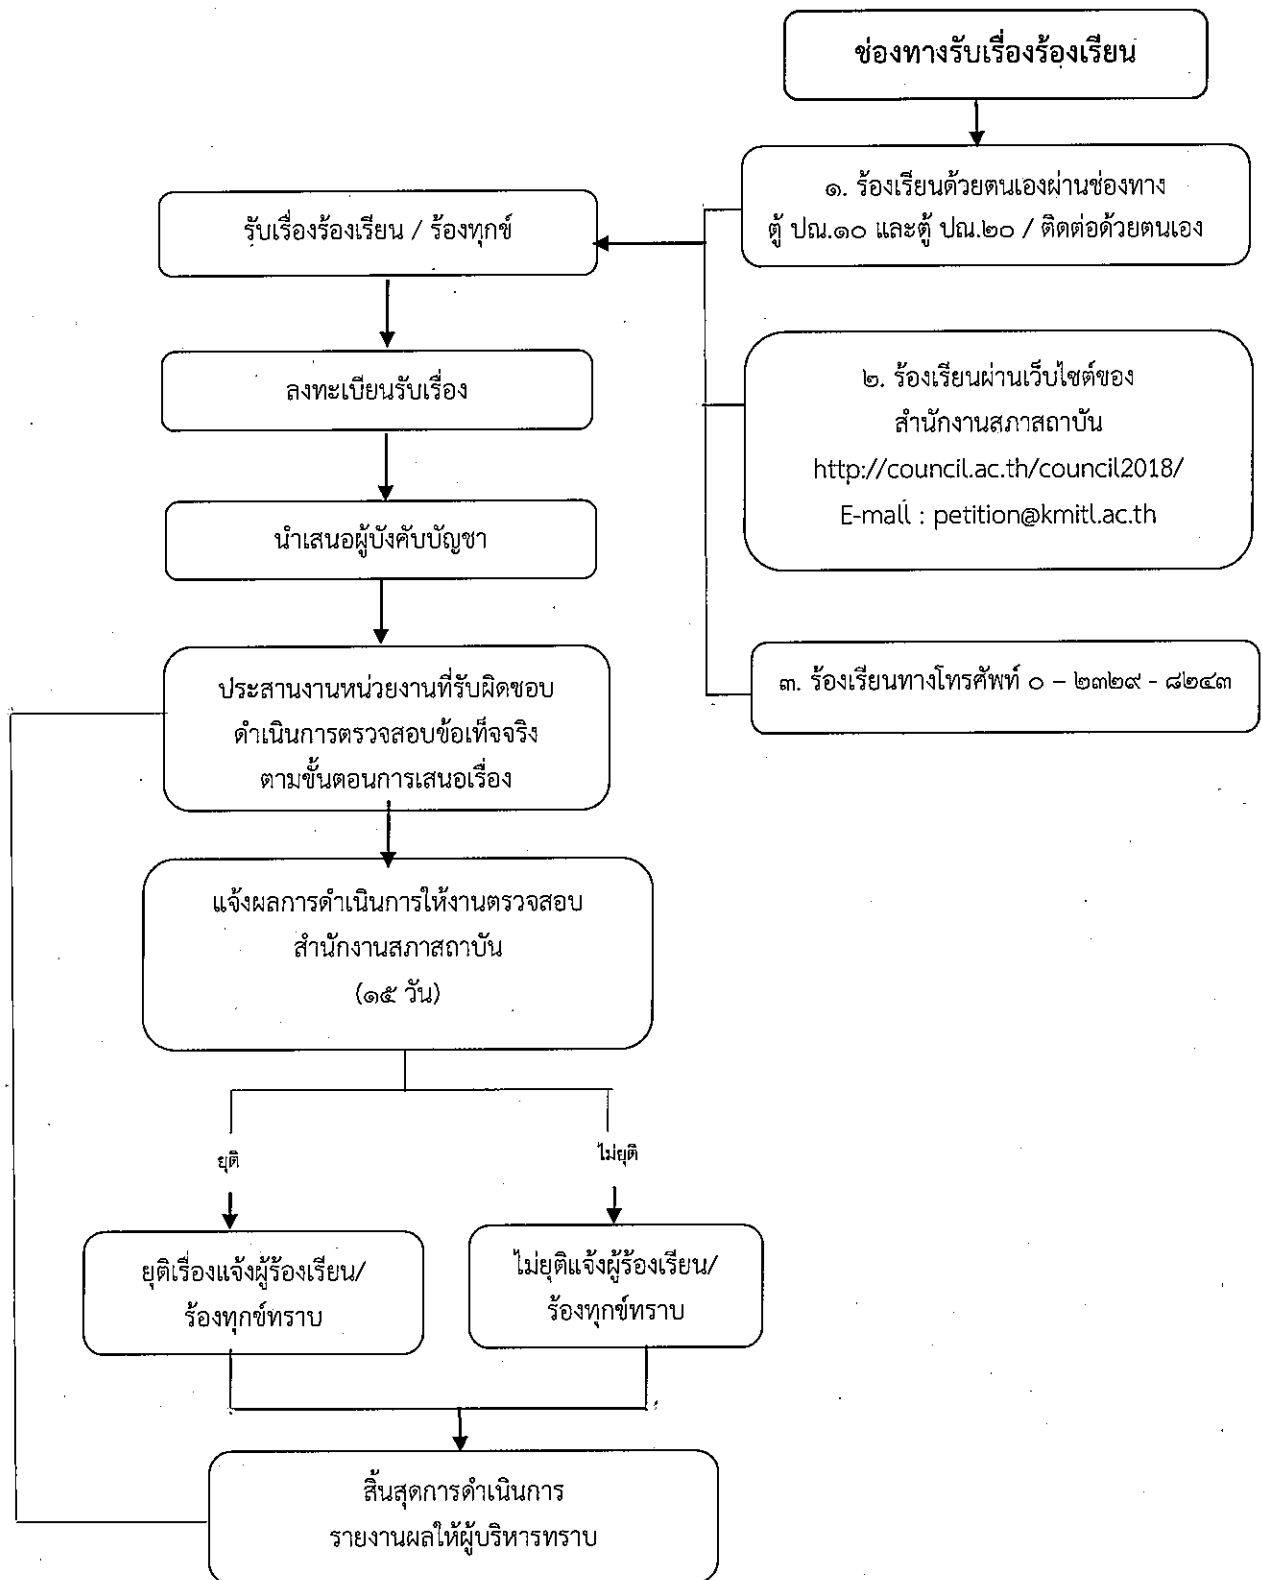 ช่องทางรับเรื่องร้องเรียน
๑. ร้องเรียนด้วยตนเองผ่านช่องทาง
ตู้ ปณ.๑๐ และตู้ ปณ.๒๐ / ติดต่อด้วยตนเอง
๒. ร้องเรียนผ่านเว็บไซต์ของ
สำนักงานสภาสถาบัน
http://council.ac.th/council2018/
E-mail : petition@kmitl.ac.th
๓. ร้องเรียนทางโทรศัพท์ ๐ – ๒๓๒๙ - ๘๒๔๓
รับเรื่องร้องเรียน / ร้องทุกข์
ลงทะเบียนรับเรื่อง
นำเสนอผู้บังคับบัญชา
ประสานงานหน่วยงานที่รับผิดชอบ
ดำเนินการตรวจสอบข้อเท็จจริง
ตามขั้นตอนการเสนอเรื่อง
แจ้งผลการดำเนินการให้งานตรวจสอบ
สำนักงานสภาสถาบัน
(๑๕ วัน)
ยุติ
ไม่ยุติ
ยุติเรื่องแจ้งผู้ร้องเรียน/
ร้องทุกข์ทราบ
ไม่ยุติแจ้งผู้ร้องเรียน/
ร้องทุกข์ทราบ
สิ้นสุดการดำเนินการ
รายงานผลให้ผู้บริหารทราบ